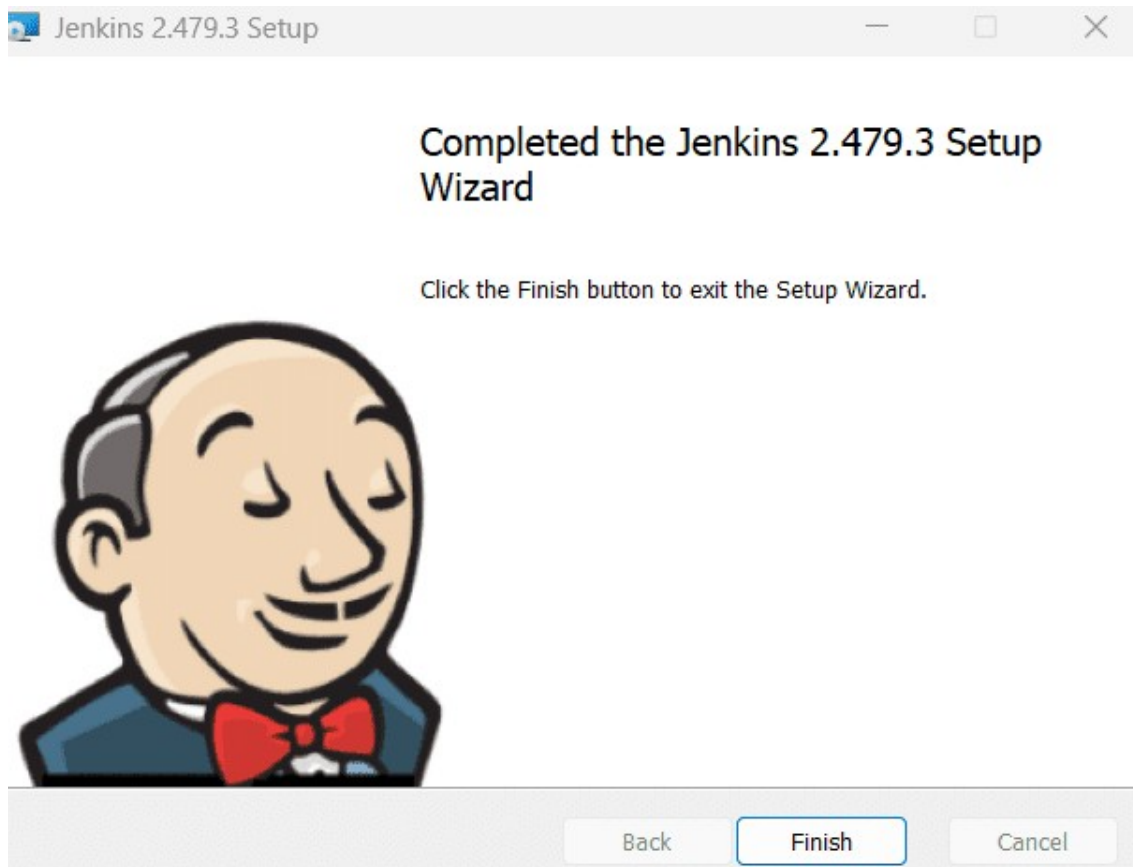 Jenkins 2.479.3 Setup
Completed the Jenkins 2.479.3 Setup
Wizard
Click the Finish button to exit the Setup Wizard.
Back Finish Cancel